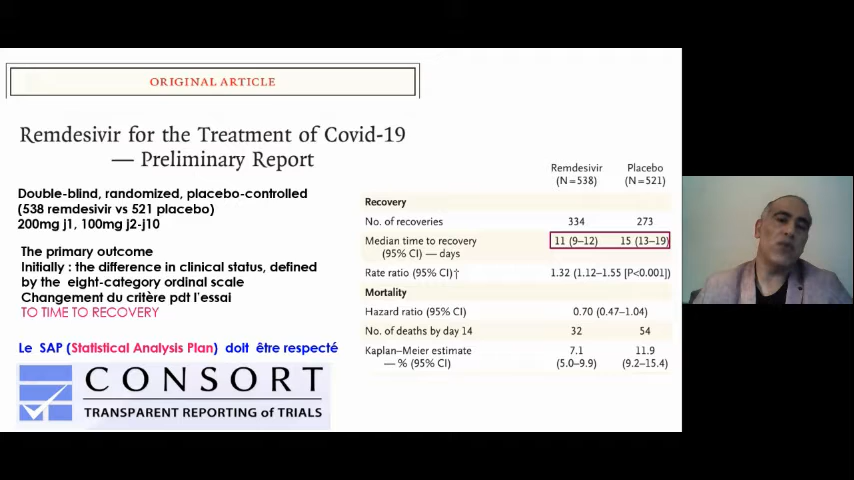 ORIGINAL ARTICLE
Remdesivir for the Treatment of Covid-19
— Preliminary Report
Double-blind, randomized, placebo-controlled
(538 remdesivir vs 521 placebo)
200mg j1, 100mg j2-j10
The primary outcome
Initially : the difference in clinical status, defined
by the eight-category ordinal scale
Changement du critère pdt l'essai
TO TIME TO RECOVERY
Le SAP (Statistical Analysis Plan) doit être respecté
CONSORT
TRANSPARENT REPORTING of TRIALS
Remdesivir Placebo
(N=538) (N=521)
Recovery
No. of recoveries 334 273
Median time to recovery 11 (9–12) 15 (13–19)
(95% CI) — days
Rate ratio (95% CI)† 1.32 (1.12–1.55 [P<0.001])
Mortality
Hazard ratio (95% CI) 0.70 (0.47–1.04)
No. of deaths by day 14 32 54
Kaplan–Meier estimate 7.1 11.9
— % (95% CI) (5.0–9.9) (9.2–15.4)